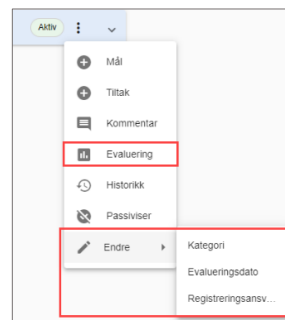 Aktiv
Mål
Tiltak
Kommentar
Evaluering
Historikk
Passiviser
Endre
Kategori
Evalueringsdato
Registreringsansv...